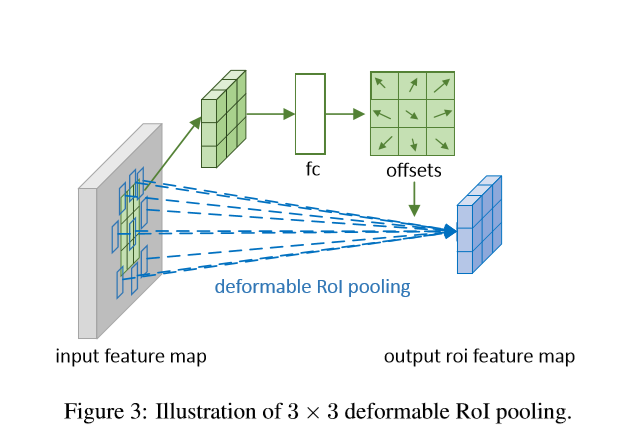 fc
offsets
deformable RoI pooling
input feature map
output roi feature map
Figure 3: Illustration of 3 × 3 deformable RoI pooling.